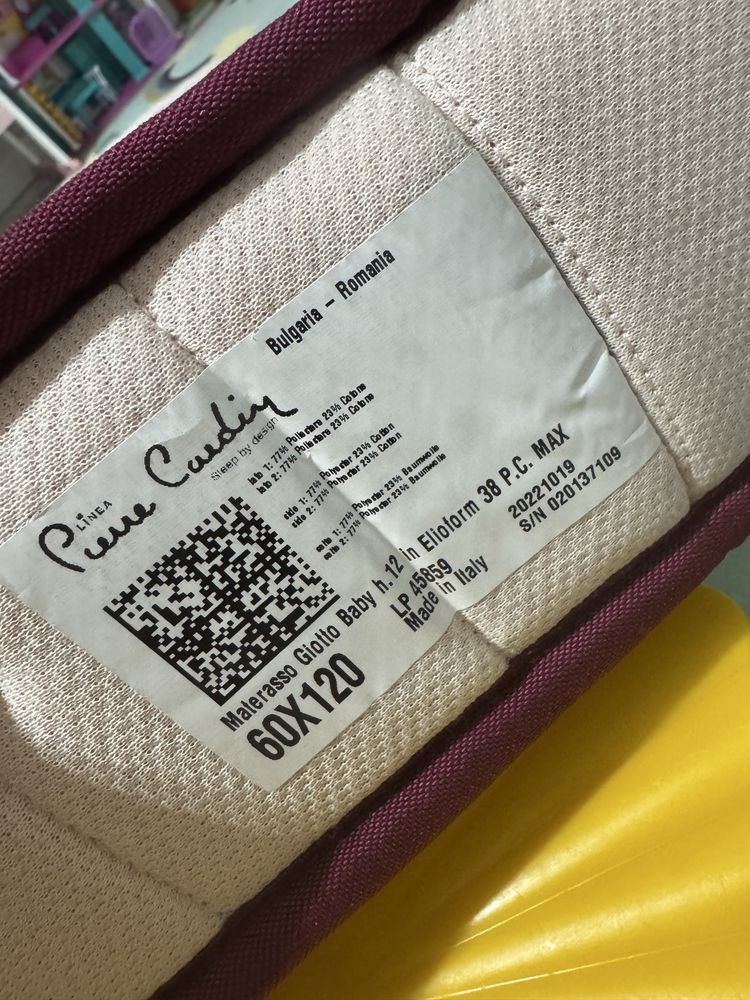 Bulgaria - Romania
LINEA
Pierre Cardin
Sleep by design
lato 1: 77% Poliestere 23% Cotone
lato 2: 77% Poliestere 23% Cotone
side 1: 77% Polyester 23% Cotton
side 2: 77% Polyester 23% Cotton
seite 1: 77% Polyester 23% Baumwolle
seite 2: 77% Polyester 23% Baumwolle
Materasso Giotto Baby h.12 in Elioform 38 P.C. MAX
60X120
LP 45859
Made in Italy
20221019
S/N 020137109